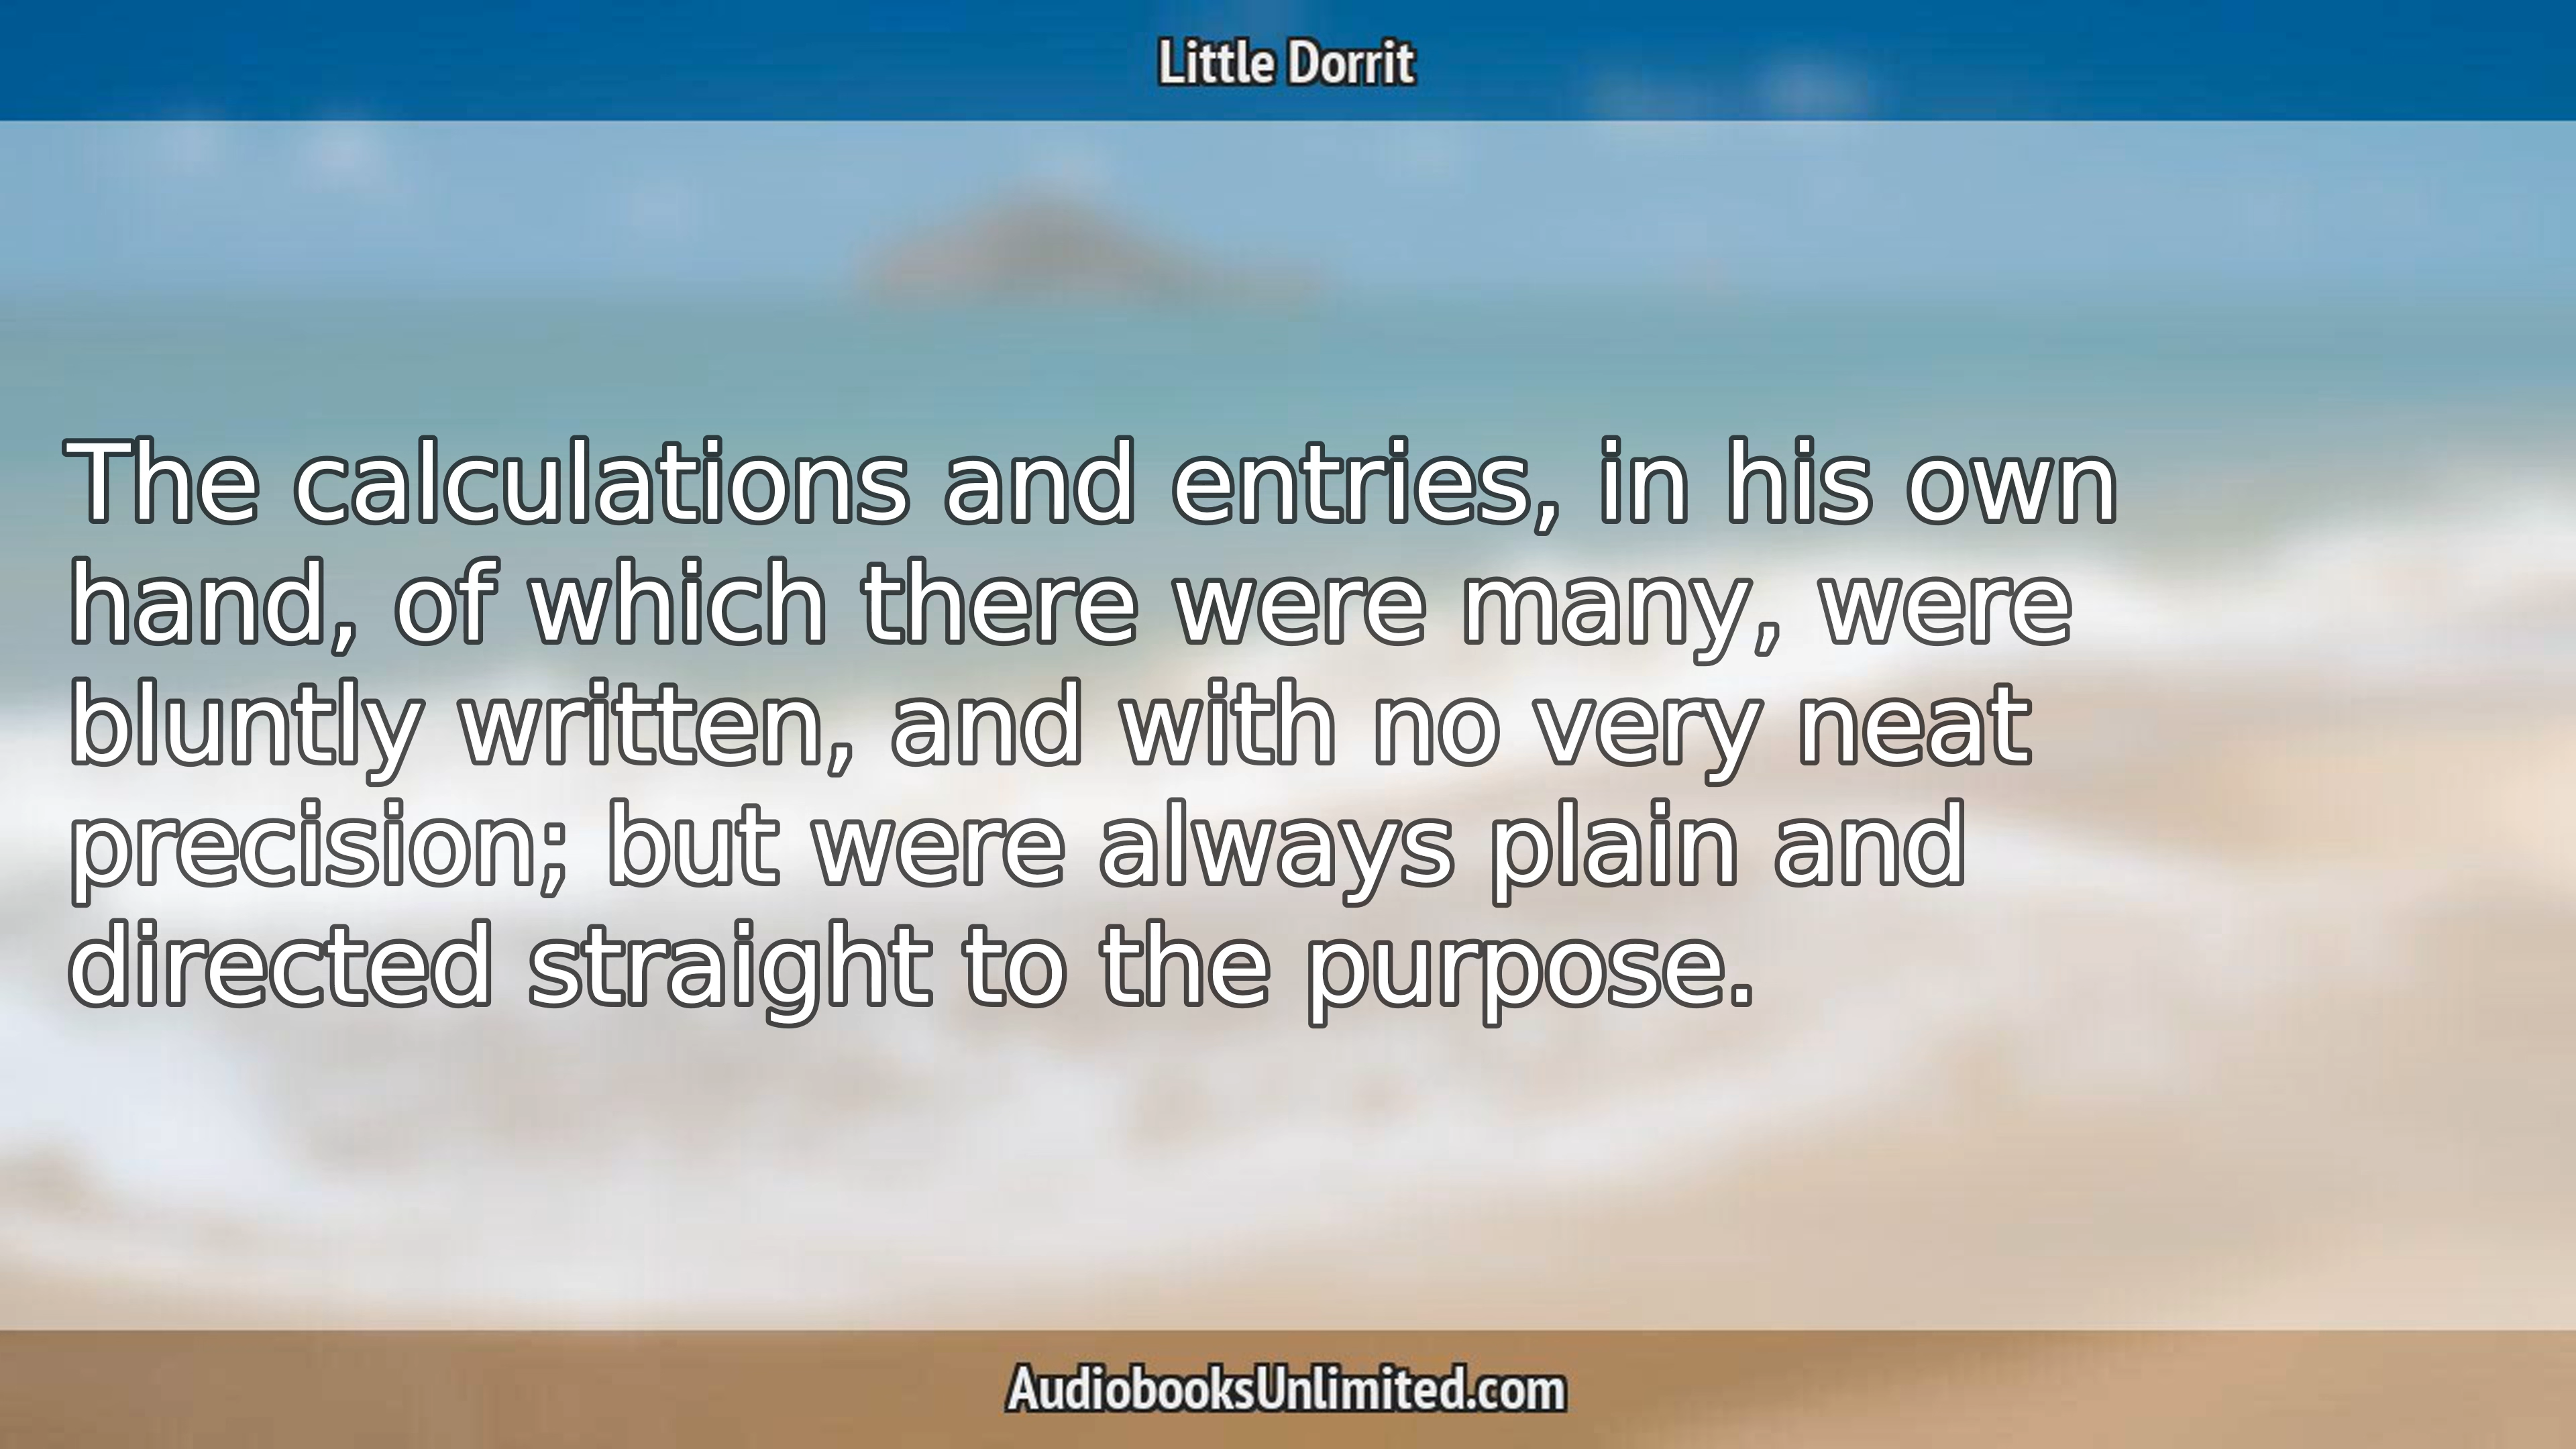 Little Dorrit
The calculations and entries, in his own
hand, of which there were many, were
bluntly written, and with no very neat
precision; but were always plain and
directed straight to the purpose.
AudiobooksUnlimited.com